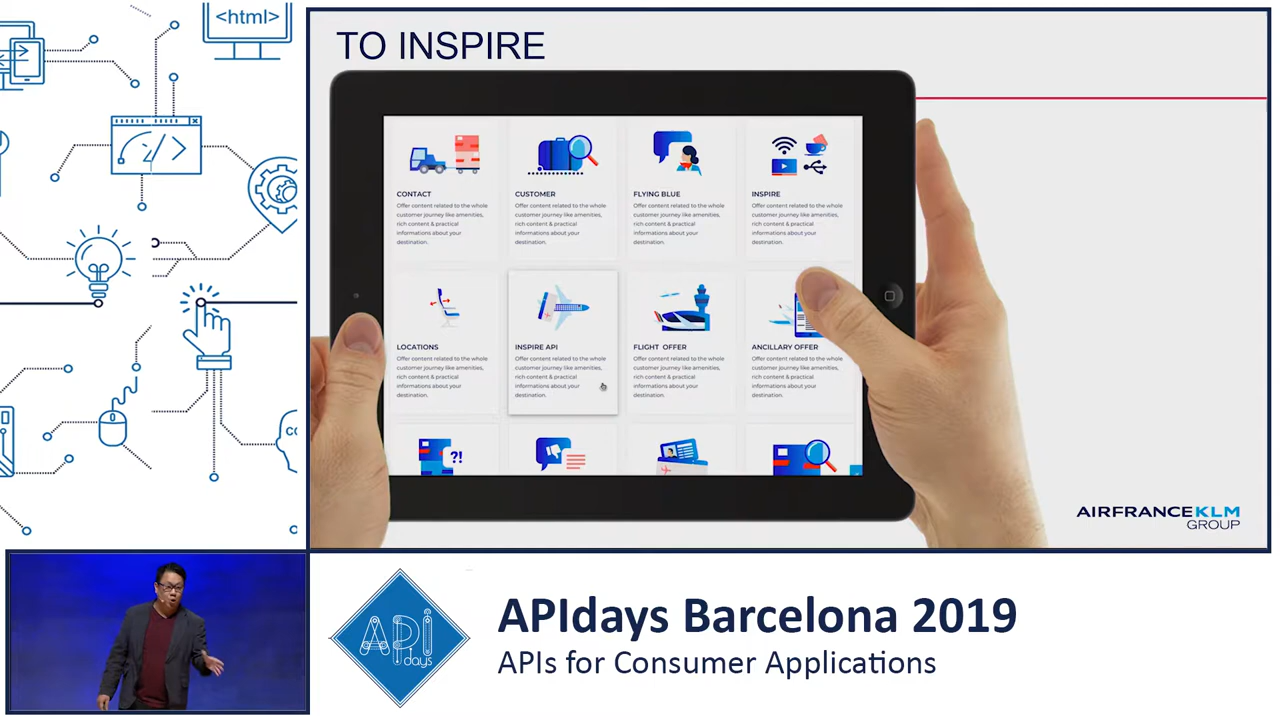 <html>
TO INSPIRE
CONTACT
Offer content related to the whole
customer journey like amenities,
rich content & practical
informations about your
destination.
CUSTOMER
Offer content related to the whole
customer journey like amenities,
rich content & practical
informations about your
destination.
FLYING BLUE
Offer content related to the whole
customer journey like amenities,
rich content & practical
informations about your
destination.
INSPIRE
Offer content related to the whole
customer journey like amenities,
rich content & practical
informations about your
destination.
LOCATIONS
Offer content related to the whole
customer journey like amenities,
rich content & practical
informations about your
destination.
INSPIRE API
Offer content related to the whole
customer journey like amenities,
rich content & practical
informations about your
destination.
FLIGHT OFFER
Offer content related to the whole
customer journey like amenities,
rich content & practical
informations about your
destination.
ANCILLARY OFFER
Offer content related to the whole
customer journey like amenities,
rich content & practical
informations about your
destination.
?!
AIRFRANCEKLM
GROUP
API
days
APIdays Barcelona 2019
APIs for Consumer Applications